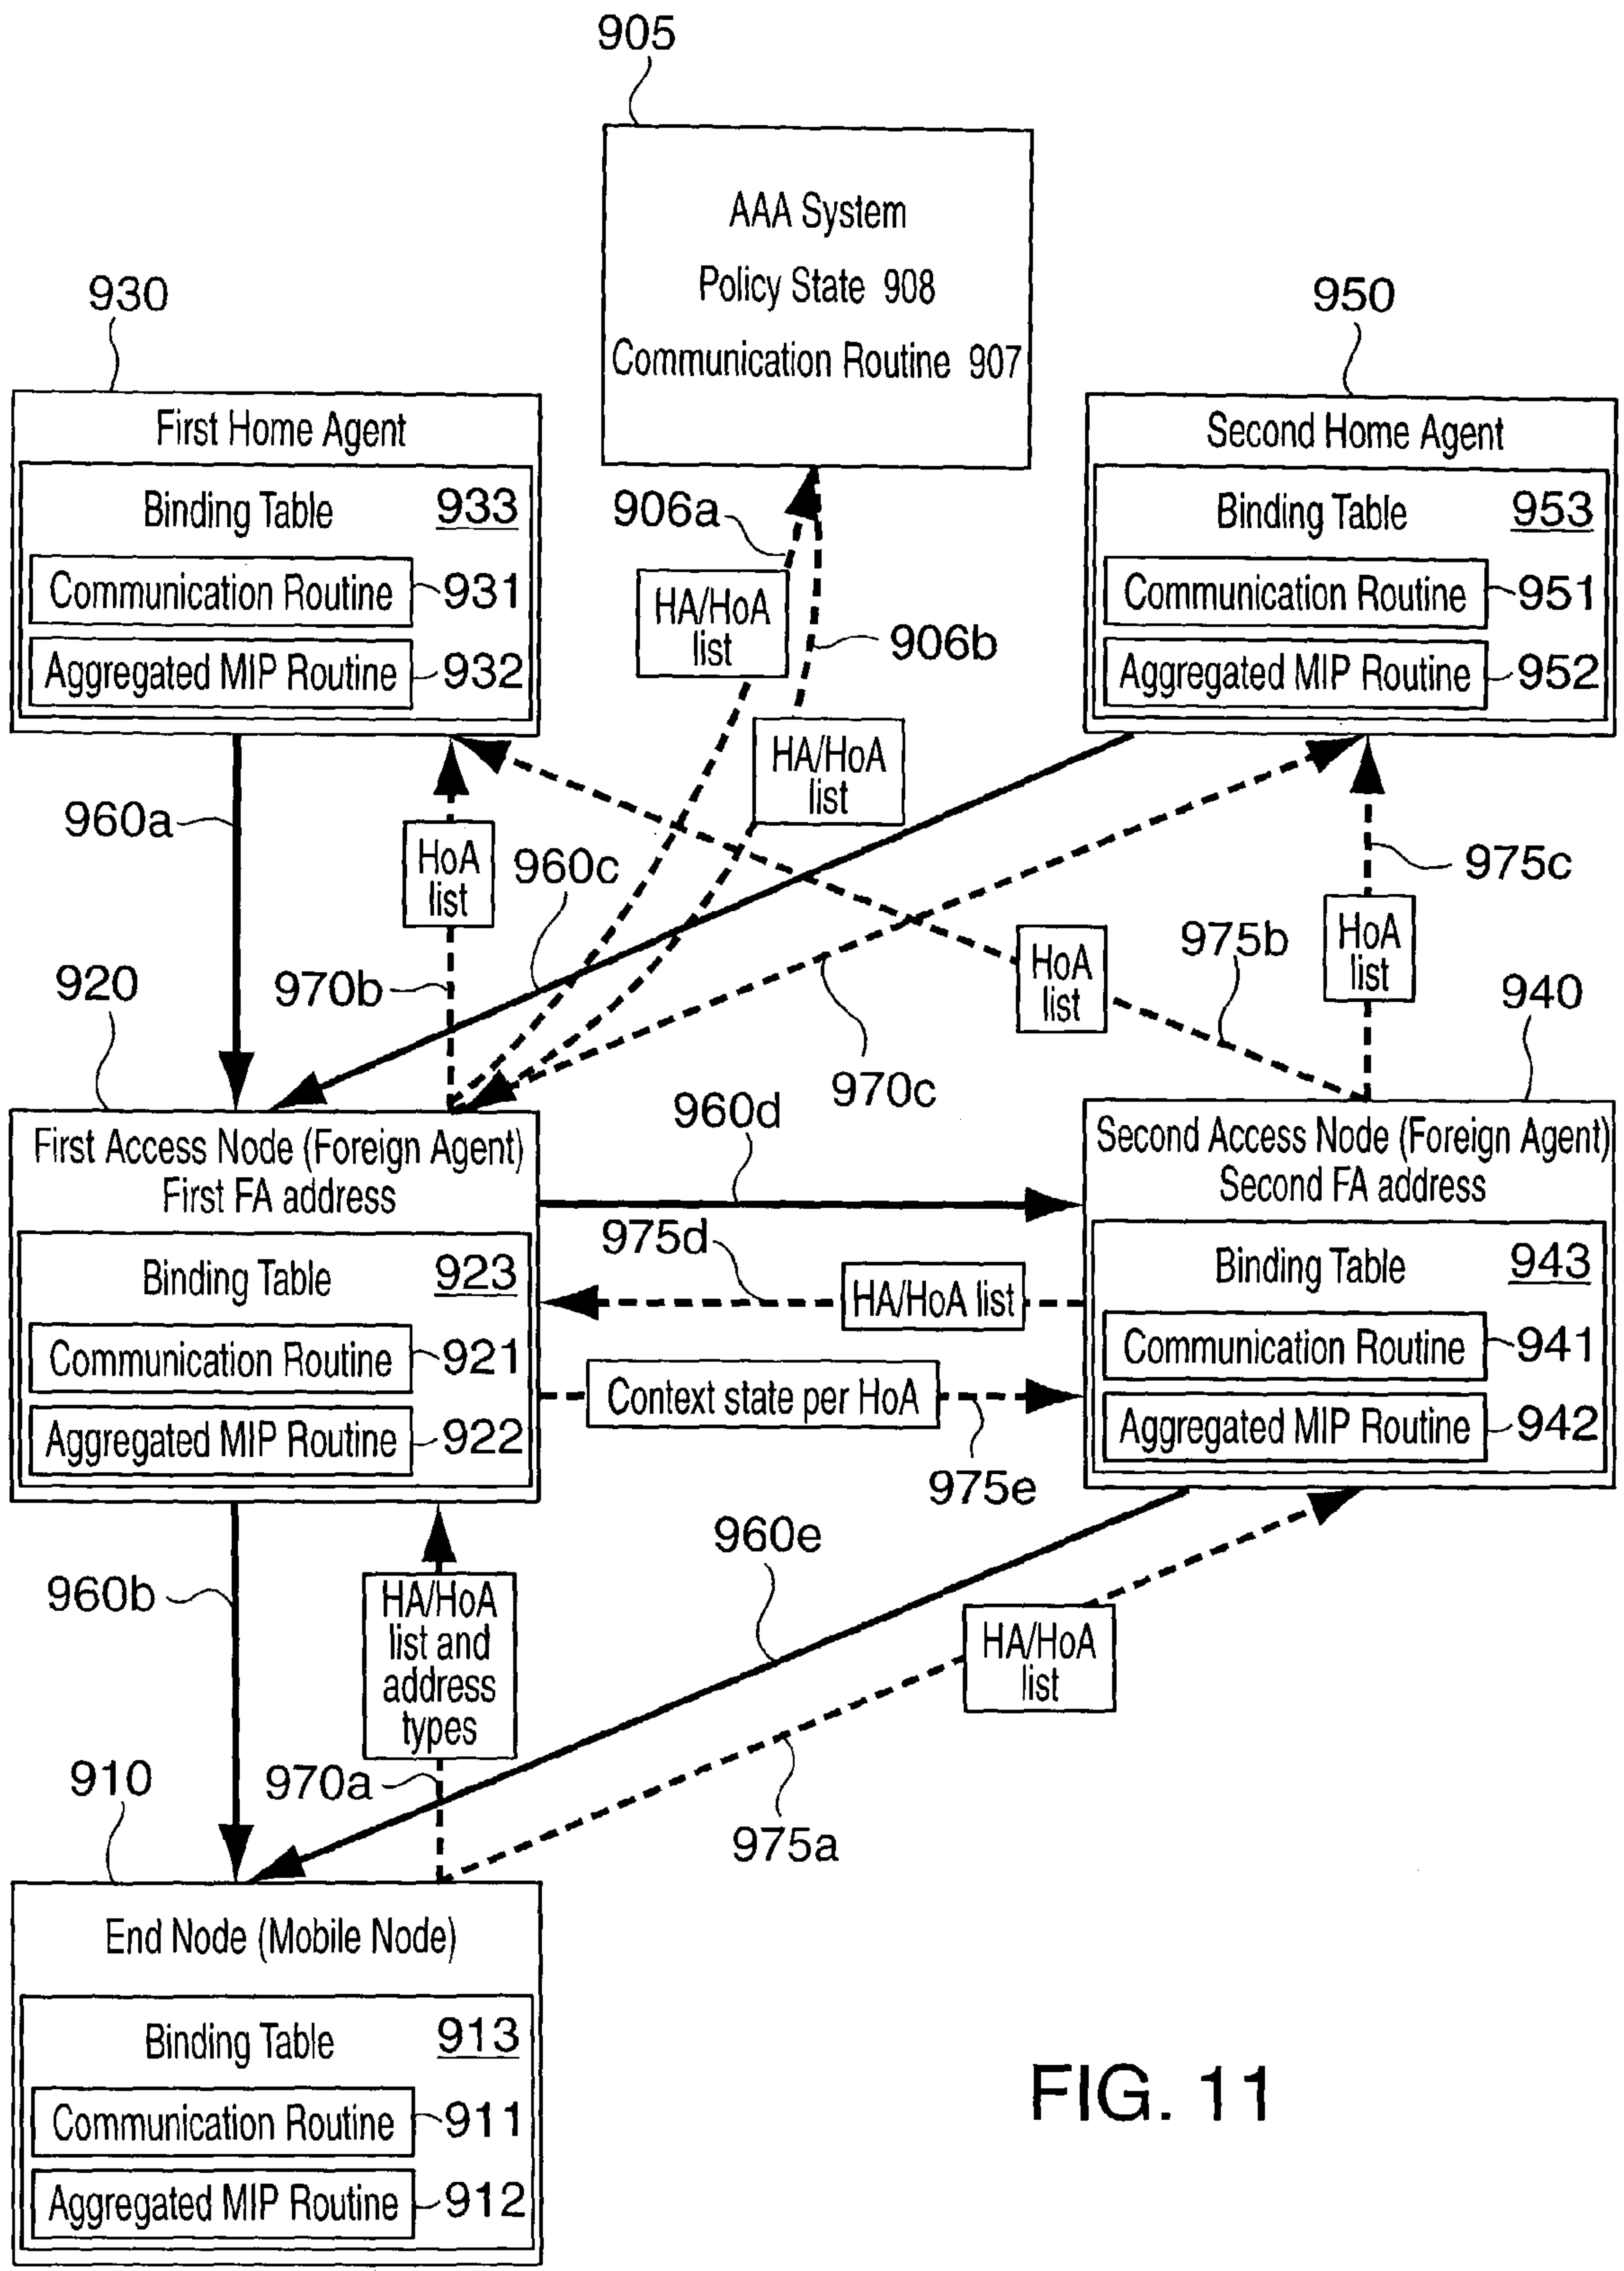 905
AAA System
Policy State 908
Communication Routine 907
930
First Home Agent
Binding Table 933
Communication Routine 931
Aggregated MIP Routine 932
950
Second Home Agent
Binding Table 953
Communication Routine 951
Aggregated MIP Routine 952
906a
HA/HoA
list
906b
HA/HoA
list
960a
HoA
list
960c
970b
970c
975c
HoA
list
975b
HoA
list
920
First Access Node (Foreign Agent)
First FA address
Binding Table 923
Communication Routine 921
Aggregated MIP Routine 922
960d
975d
HA/HoA list
Context state per HoA
975e
940
Second Access Node (Foreign Agent)
Second FA address
Binding Table 943
Communication Routine 941
Aggregated MIP Routine 942
960b
HA/HoA
list and
address
types
970a
960e
HA/HoA
list
975a
910
End Node (Mobile Node)
Binding Table 913
Communication Routine 911
Aggregated MIP Routine 912
FIG. 11